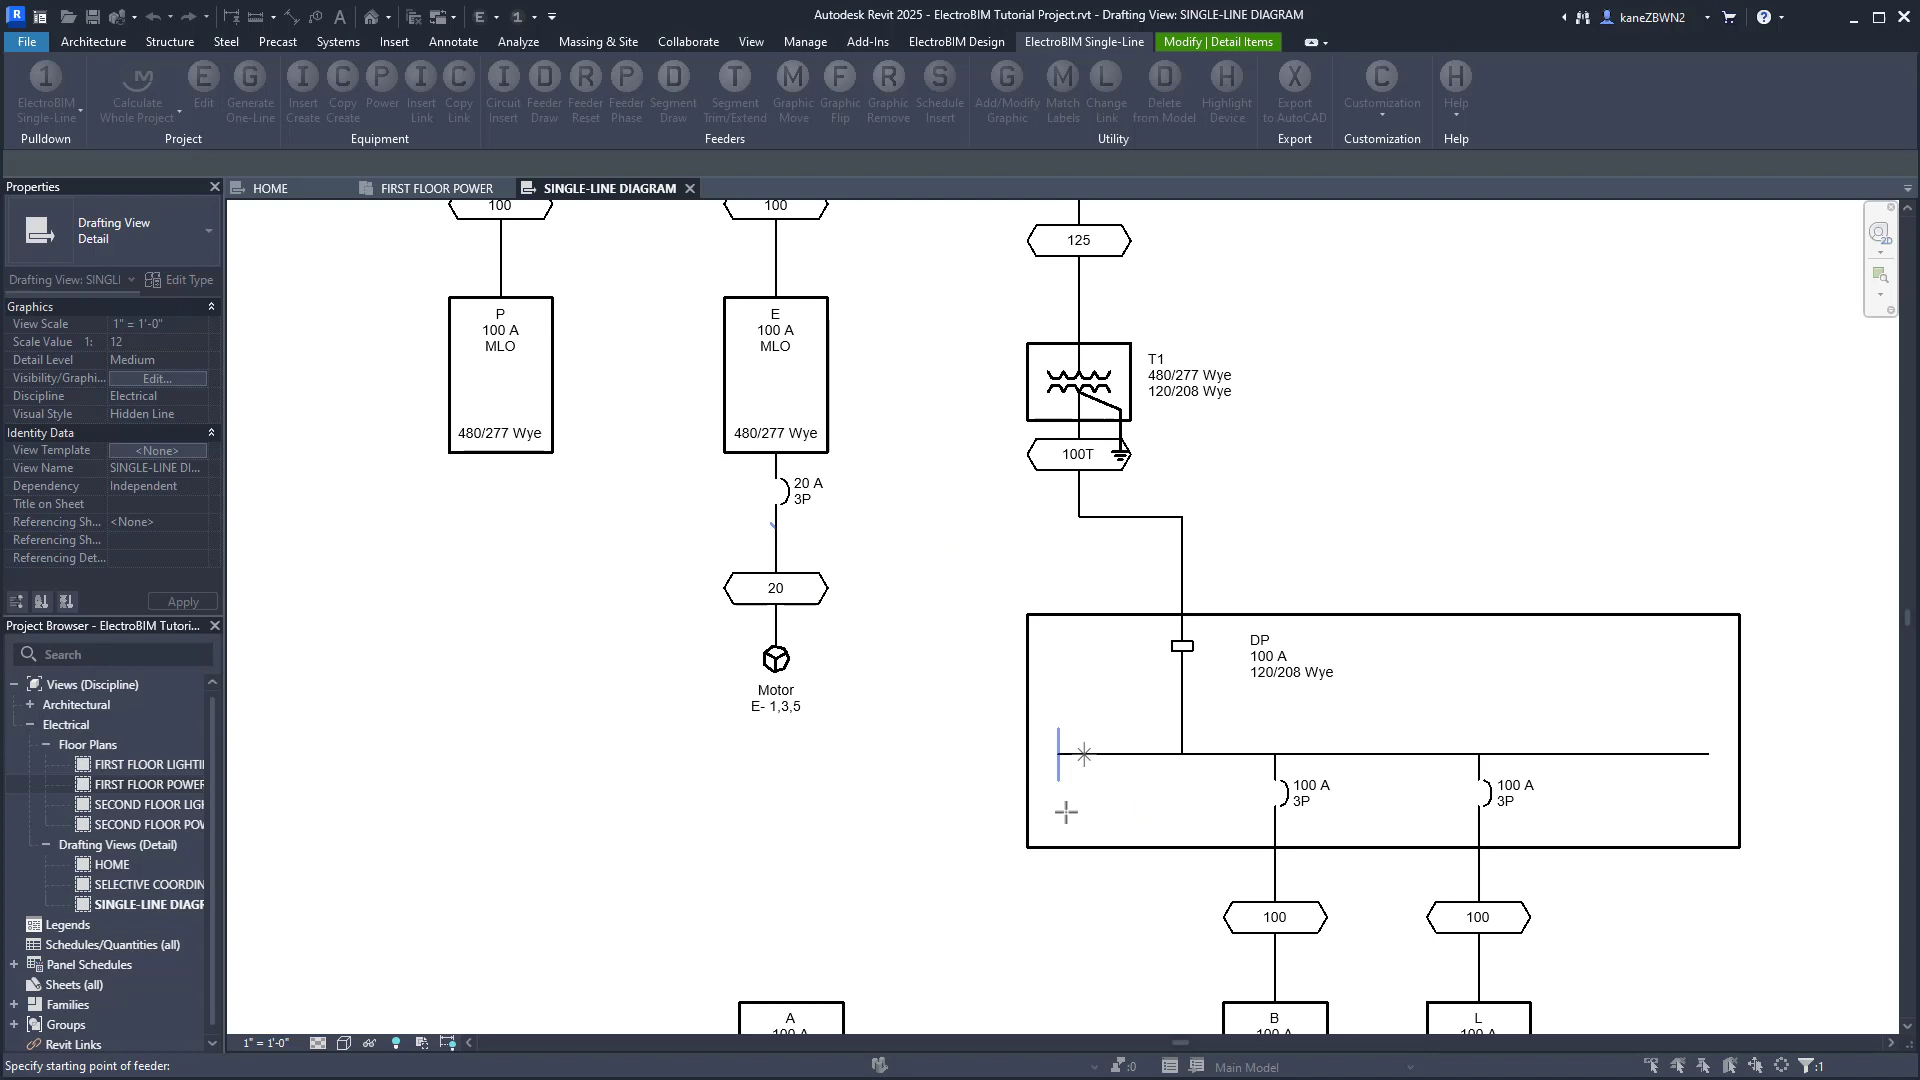 Autodesk Revit 2025 - ElectroBIM Tutorial Project.rvt - Drafting View: SINGLE-LINE DIAGRAM
kaneZBWN2
File Architecture Structure Steel Precast Systems Insert Annotate Analyze Massing & Site Collaborate View Manage Add-Ins ElectroBIM Design ElectroBIM Single-Line Modify | Detail Items
1 M E G I C P I C I D R P D T M F R S G M L D H X C H
ElectroBIM Single-Line
Calculate Whole Project
Edit
Generate One-Line
Insert Create
Copy Create
Power
Insert Link
Copy Link
Circuit Insert
Feeder Draw
Feeder Reset
Feeder Phase
Segment Draw
Segment Trim/Extend
Graphic Move
Graphic Flip
Graphic Remove
Schedule Insert
Add/Modify Graphic
Match Labels
Change Link
Delete from Model
Highlight Device
Export to AutoCAD
Customization
Help
Pulldown Project Equipment Feeders Utility Export Customization Help
Properties
HOME FIRST FLOOR POWER SINGLE-LINE DIAGRAM
Drafting View
Detail
Drafting View: SINGLI Edit Type
Graphics
View Scale 1" = 1'-0"
Scale Value 1: 12
Detail Level Medium
Visibility/Graphi... Edit...
Discipline Electrical
Visual Style Hidden Line
Identity Data
View Template <None>
View Name SINGLE-LINE DI...
Dependency Independent
Title on Sheet
Referencing Sh... <None>
Referencing Sh...
Referencing Det...
Apply
Project Browser - ElectroBIM Tutori...
Search
Views (Discipline)
Architectural
Electrical
Floor Plans
FIRST FLOOR LIGHTI
FIRST FLOOR POWER
SECOND FLOOR LIGH
SECOND FLOOR POV
Drafting Views (Detail)
HOME
SELECTIVE COORDIN
SINGLE-LINE DIAGR
Legends
Schedules/Quantities (all)
Panel Schedules
Sheets (all)
Families
Groups
Revit Links
100
P
100 A
MLO
480/277 Wye
100
E
100 A
MLO
480/277 Wye
20 A
3P
20
Motor
E- 1,3,5
125
T1
480/277 Wye
120/208 Wye
100T
DP
100 A
120/208 Wye
100 A
3P
100 A
3P
100
100
A
100 A
B
100 A
L
100 A
2D
1" = 1'-0"
Specify starting point of feeder:
:0
Main Model
:1